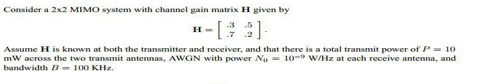 Consider a 2x2 MIMO system with channel gain matrix H given by
H = [ .3 .5
.7 .2 ] .
Assume H is known at both the transmitter and receiver, and that there is a total transmit power of P = 10
mW across the two transmit antennas, AWGN with power N₀ = 10⁻⁹ W/Hz at each receive antenna, and
bandwidth B = 100 KHz.